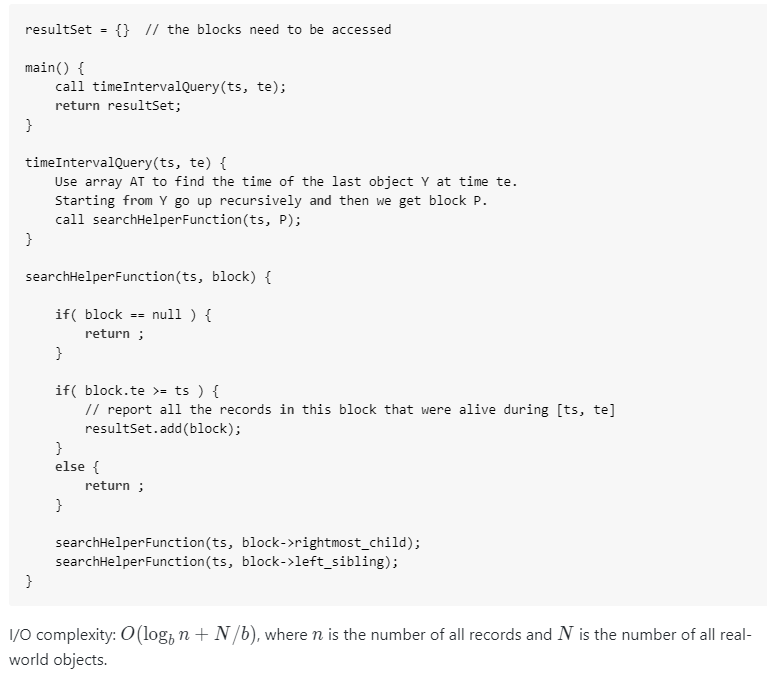 resultSet = {}  // the blocks need to be accessed

main() {
    call timeIntervalQuery(ts, te);
    return resultSet;
}

timeIntervalQuery(ts, te) {
    Use array AT to find the time of the last object Y at time te.
    Starting from Y go up recursively and then we get block P.
    call searchHelperFunction(ts, P);
}

searchHelperFunction(ts, block) {

    if( block == null ) {
        return ;
    }

    if( block.te >= ts ) {
        // report all the records in this block that were alive during [ts, te]
        resultSet.add(block);
    }
    else {
        return ;
    }

    searchHelperFunction(ts, block->rightmost_child);
    searchHelperFunction(ts, block->left_sibling);
}

I/O complexity: O(log_b n + N/b), where n is the number of all records and N is the number of all real-
world objects.